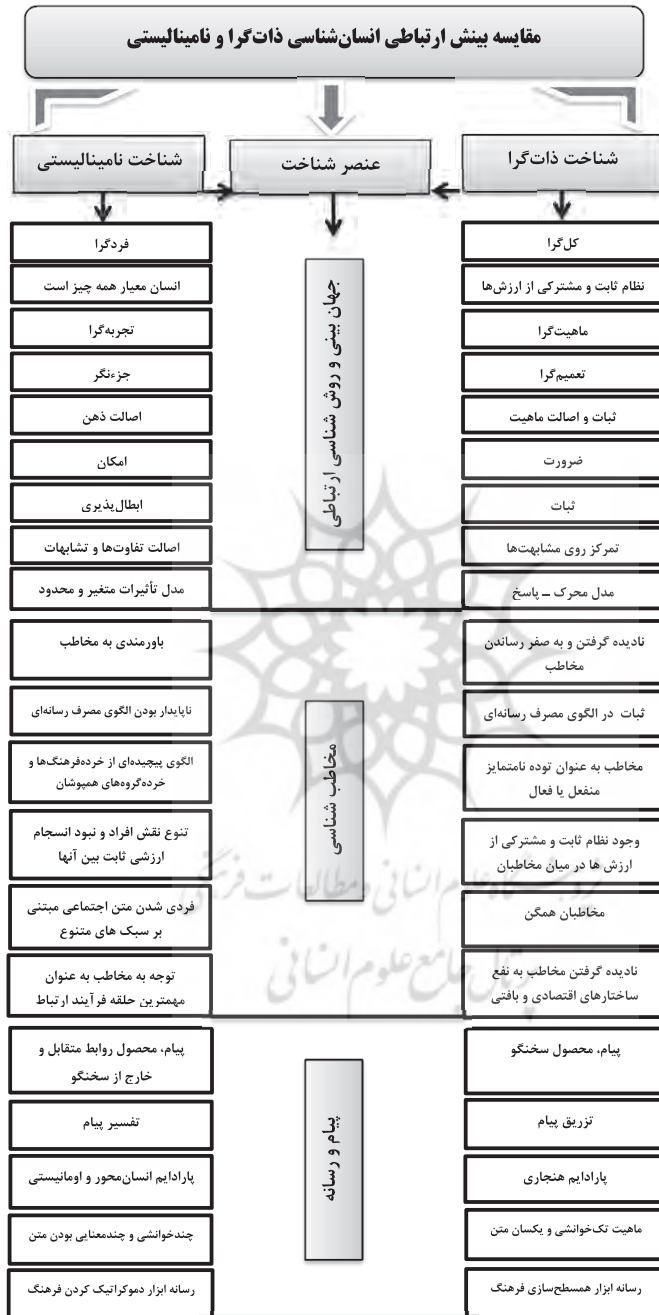 مقایسه بینش ارتباطی انسان‌شناسی ذات‌گرا و نامینالیستی
شناخت ذات‌گرا
عنصر شناخت
شناخت نامینالیستی
جهان بینی و روش شناسی ارتباطی
کل‌گرا
فردگرا
نظام ثابت و مشترکی از ارزش‌ها
انسان معیار همه چیز است
ماهیت‌گرا
تجربه‌گرا
تعمیم‌گرا
جزءنگر
ثبات و اصالت ماهیت
اصالت ذهن
ضرورت
امکان
ثبات
ابطال‌پذیری
تمرکز روی مشابهت‌ها
اصالت تفاوت‌ها و تشابهات
مدل محرک ـ پاسخ
مدل تأثیرات متغیر و محدود
مخاطب شناسی
نادیده گرفتن و به صفر رساندن
مخاطب
باورمندی به مخاطب
ثبات در الگوی مصرف رسانه‌ای
ناپایدار بودن الگوی مصرف رسانه‌ای
مخاطب به عنوان توده نامتمایز
منفعل یا فعال
الگوی پیچیده‌ای از خرده‌فرهنگ‌ها و
خرده‌گروه‌های همپوشان
وجود نظام ثابت و مشترکی از
ارزش ها در میان مخاطبان
تنوع نقش افراد و نبود انسجام
ارزشی ثابت بین آنها
مخاطبان همگن
فردی شدن متن اجتماعی مبتنی
بر سبک های متنوع
نادیده گرفتن مخاطب به نفع
ساختارهای اقتصادی و بافتی
توجه به مخاطب به عنوان
مهمترین حلقه فرآیند ارتباط
پژوهشگاه علوم انسانی و مطالعات فرهنگی
پرتال جامع علوم انسانی
پیام و رسانه
پیام، محصول سخنگو
پیام، محصول روابط متقابل و
خارج از سخنگو
تزریق پیام
تفسیر پیام
پارادایم هنجاری
پارادایم انسان‌محور و اومانیستی
ماهیت تک‌خوانشی و یکسان متن
چندخوانشی و چندمعنایی بودن متن
رسانه ابزار همسطح‌سازی فرهنگ
رسانه ابزار دموکراتیک کردن فرهنگ